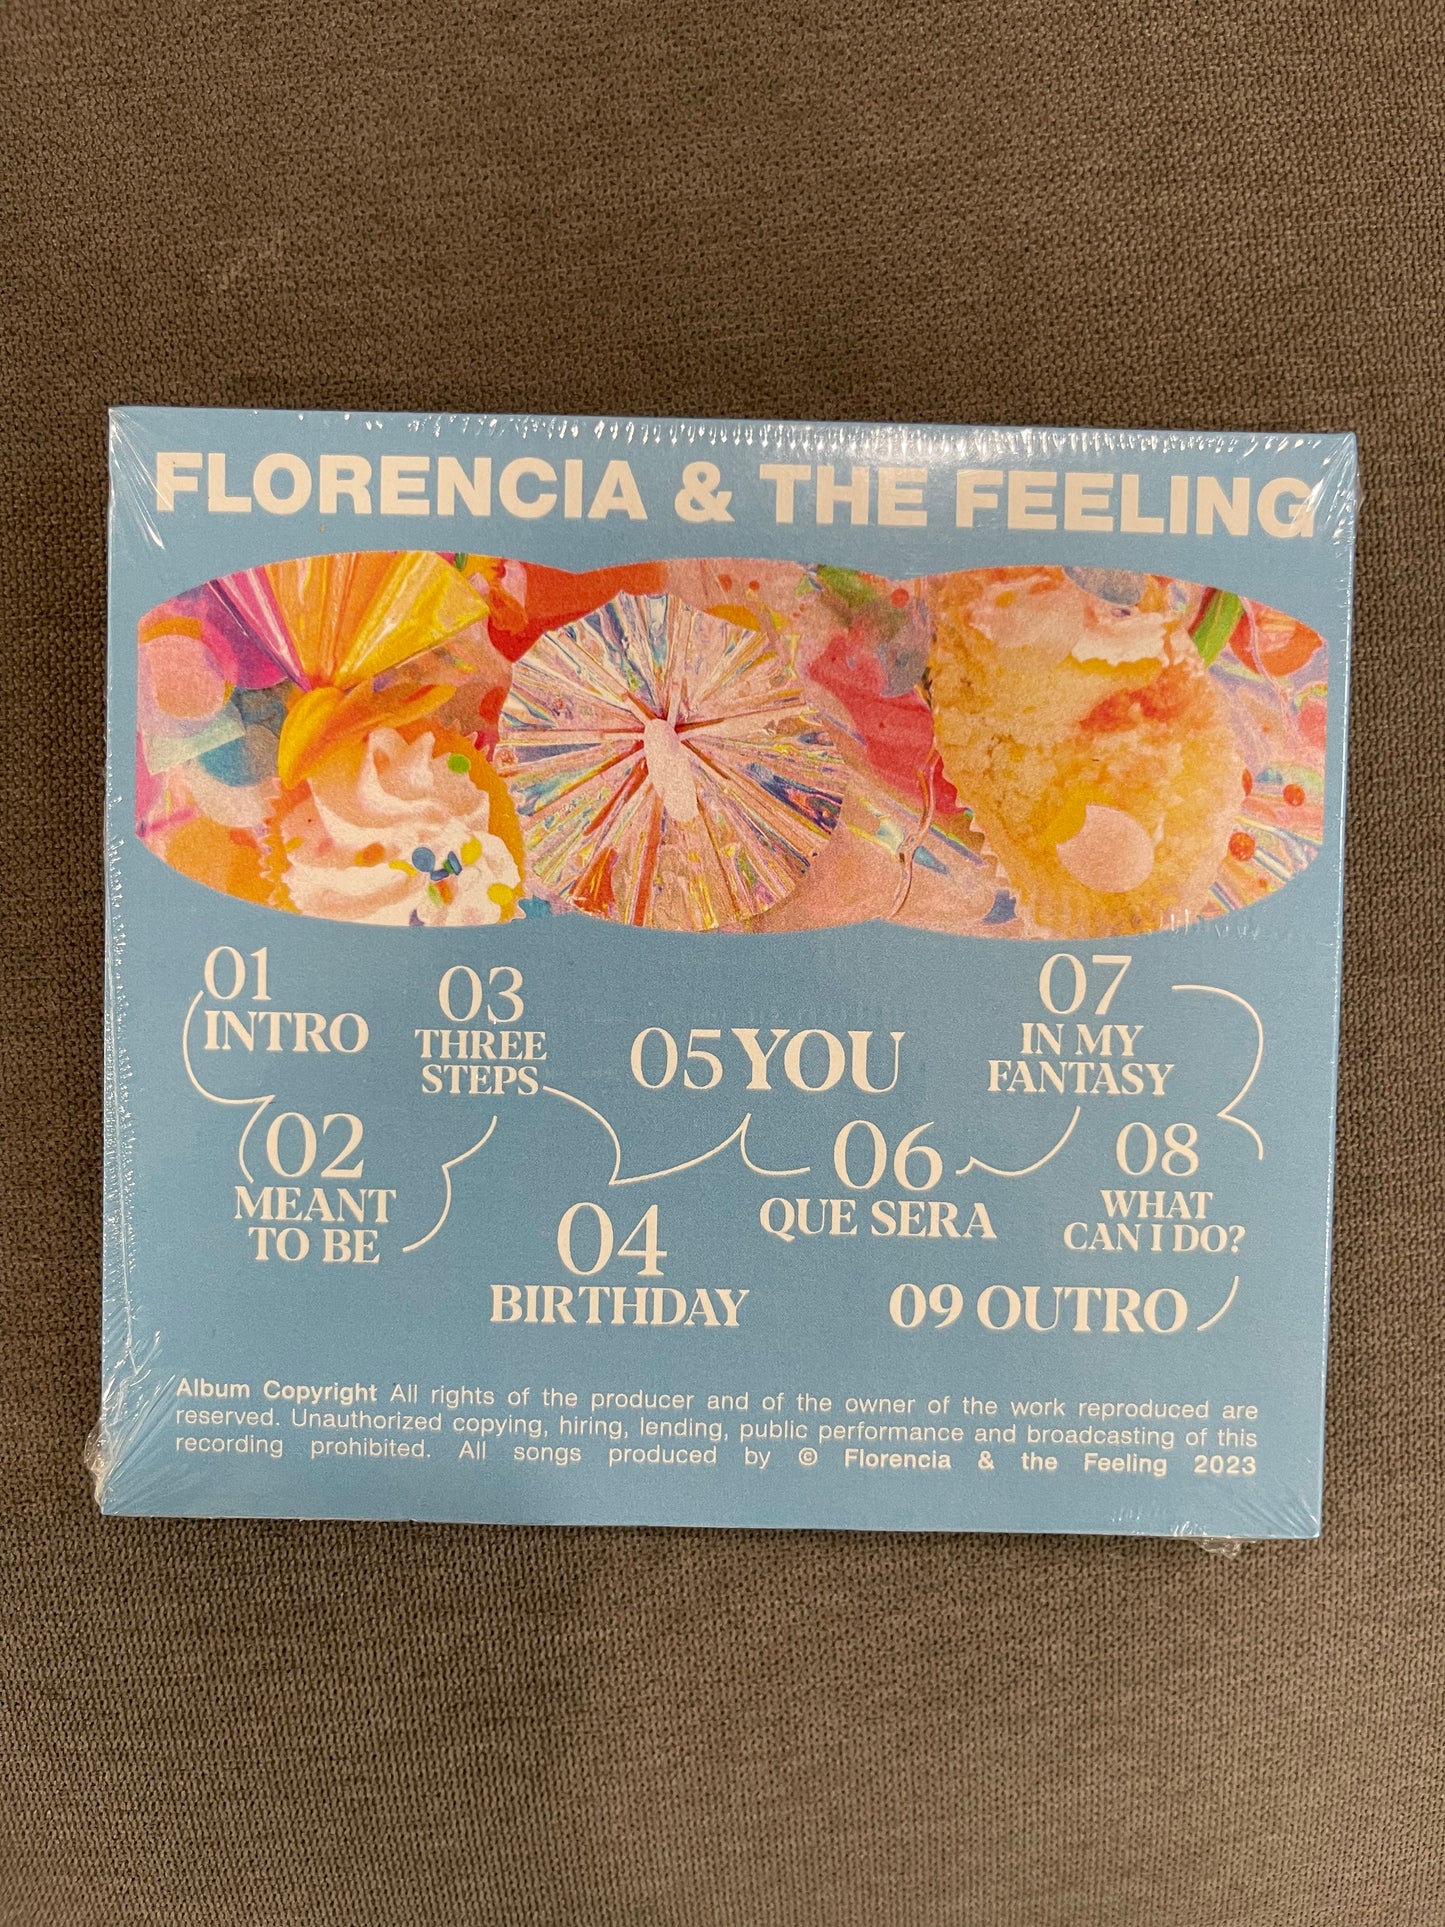 FLORENCIA & THE FEELING
01
INTRO
02
MEANT
TO BE
03
THREE
STEPS
04
BIRTHDAY
05 YOU
06
QUE SERA
07
IN MY
FANTASY
08
WHAT
CAN I DO?
09 OUTRO
Album Copyright All rights of the producer and of the owner of the work reproduced are
reserved. Unauthorized copying, hiring, lending, public performance and broadcasting of this
recording prohibited. All songs produced by © Florencia & the Feeling 2023